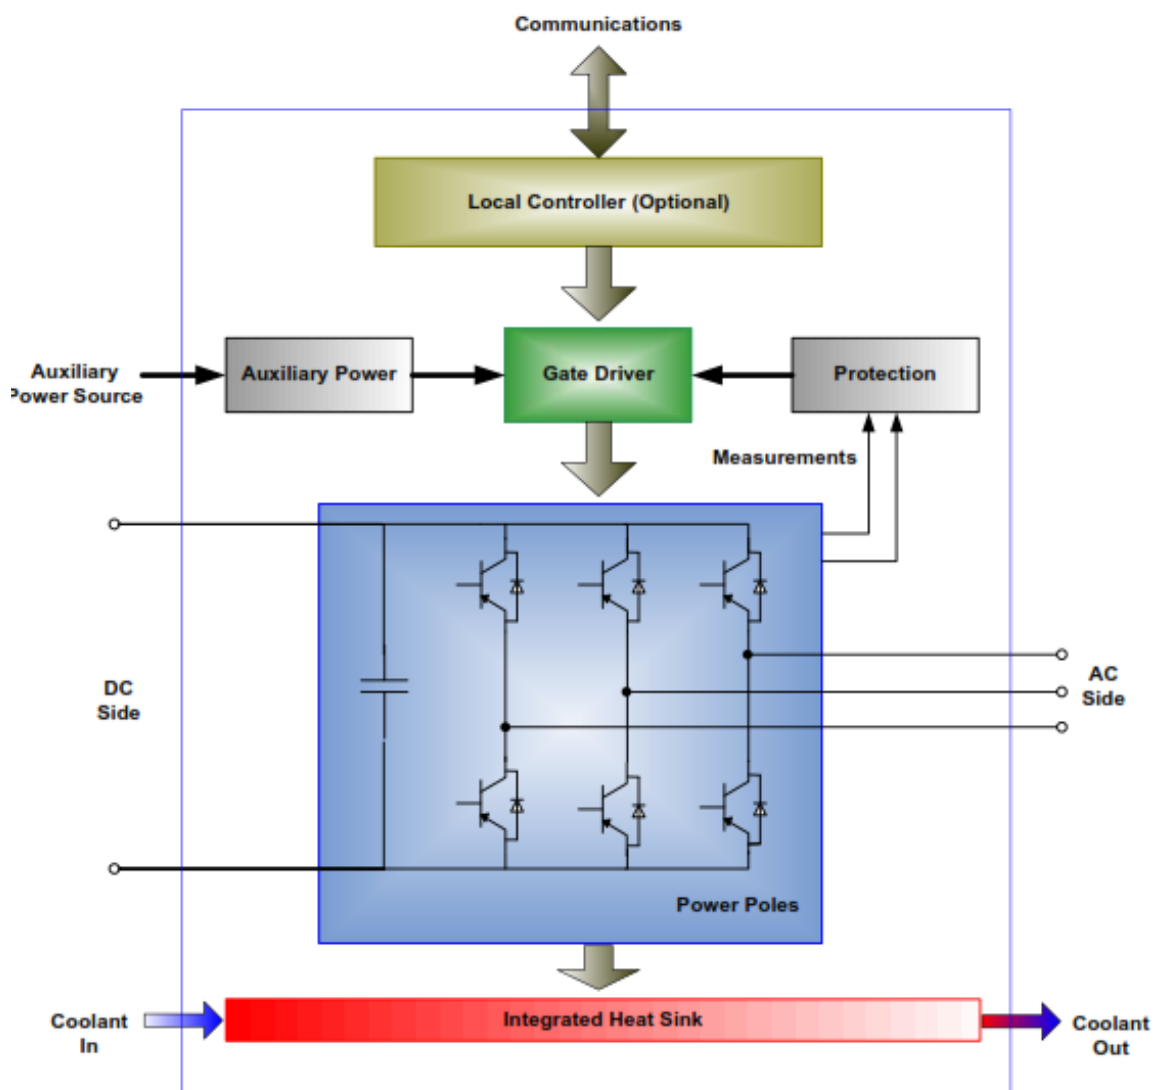 Communications
Local Controller (Optional)
Auxiliary
Power Source
Auxiliary Power
Gate Driver
Protection
Measurements
DC
Side
AC
Side
Power Poles
Coolant
In
Integrated Heat Sink
Coolant
Out